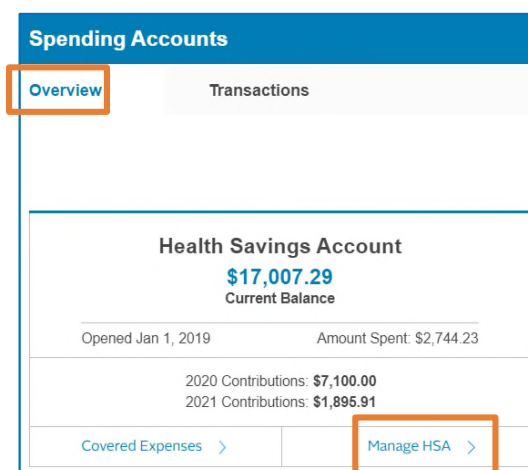 Spending Accounts
Overview Transactions
Health Savings Account
$17,007.29
Current Balance
Opened Jan 1, 2019 Amount Spent: $2,744.23
2020 Contributions: $7,100.00
2021 Contributions: $1,895.91
Covered Expenses > Manage HSA >